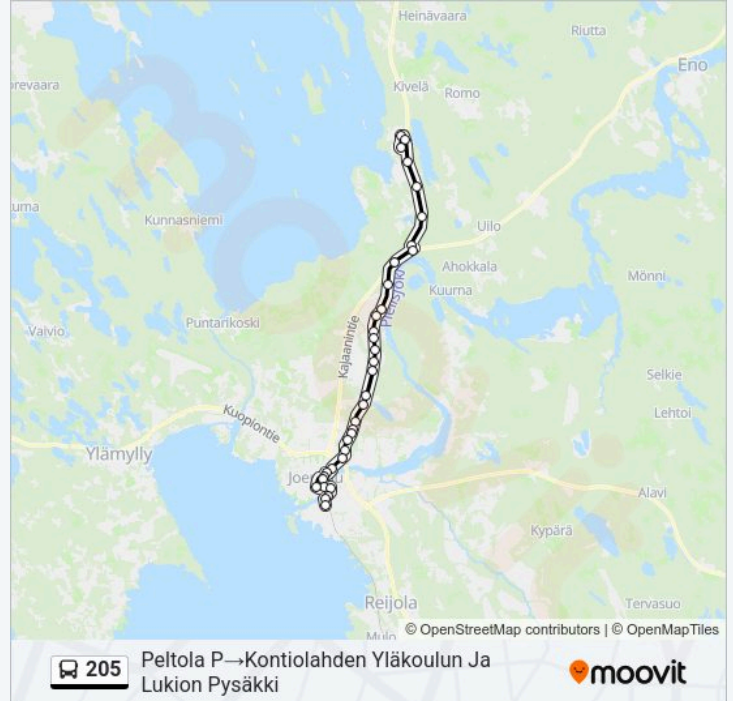 Heinävaara
Riutta
Eno
orevaara
Kivelä
Romo
uma
Kunnasniemi
Uilo
Ahokkala
Mönni
Kuurna
Pielisjoki
Puntarikoski
Vaivio
Kajaanintie
Selkie
Kuopiontie
Lehtoi
Ylämylly
Alavi
Kypärä
Reijola
Tervasuo
Mulo
© OpenStreetMap contributors | © OpenMapTiles
205
Peltola P→Kontiolahden Yläkoulun Ja
Lukion Pysäkki
moovit